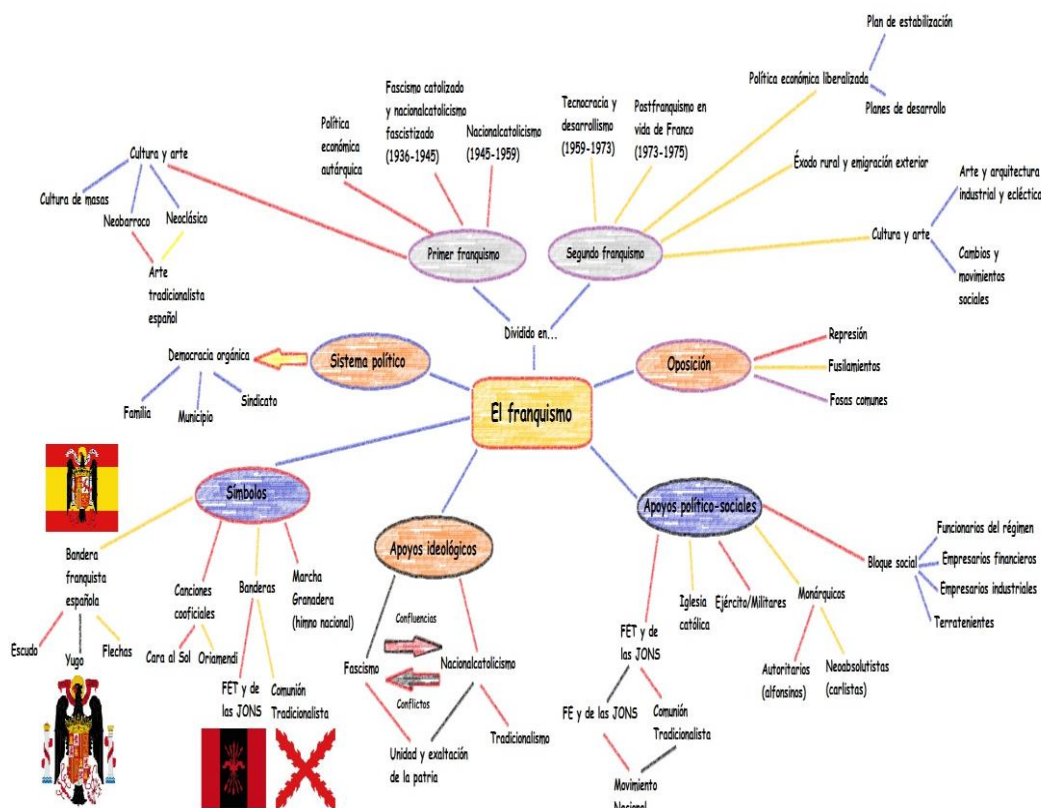 Plan de estabilización
Política económica liberalizada
Planes de desarrollo
Fascismo catolizado
y nacionalcatolicismo
fascistizado
(1936-1945)
Política
económica
autárquica
Nacionalcatolicismo
(1945-1959)
Tecnocracia y
desarrollismo
(1959-1973)
Postfranquismo en
vida de Franco
(1973-1975)
Éxodo rural y emigración exterior
Arte y arquitectura
industrial y ecléctica
Cultura y arte
Cambios y
movimientos
sociales
Cultura y arte
Cultura de masas
Neobarroco
Neoclásico
Arte
tradicionalista
español
Primer franquismo
Segundo franquismo
Dividido en...
Sistema político
Democracia orgánica
Familia
Municipio
Sindicato
Oposición
Represión
Fusilamientos
Fosas comunes
El franquismo
Símbolos
Bandera
franquista
española
Escudo
Yugo
Flechas
Canciones
cooficiales
Cara al Sol
Oriamendi
Banderas
FET y de
las JONS
Comunión
Tradicionalista
Marcha
Granadera
(himno nacional)
Apoyos ideológicos
Confluencias
Fascismo
Nacionalcatolicismo
Conflictos
Unidad y exaltación
de la patria
Tradicionalismo
Apoyos político-sociales
FET y de
las JONS
FE y de las JONS
Comunión
Tradicionalista
Movimiento
Nacional
Iglesia
católica
Ejército/Militares
Monárquicos
Autoritarios
(alfonsinos)
Neoabsolutistas
(carlistas)
Bloque social
Funcionarios del régimen
Empresarios financieros
Empresarios industriales
Terratenientes